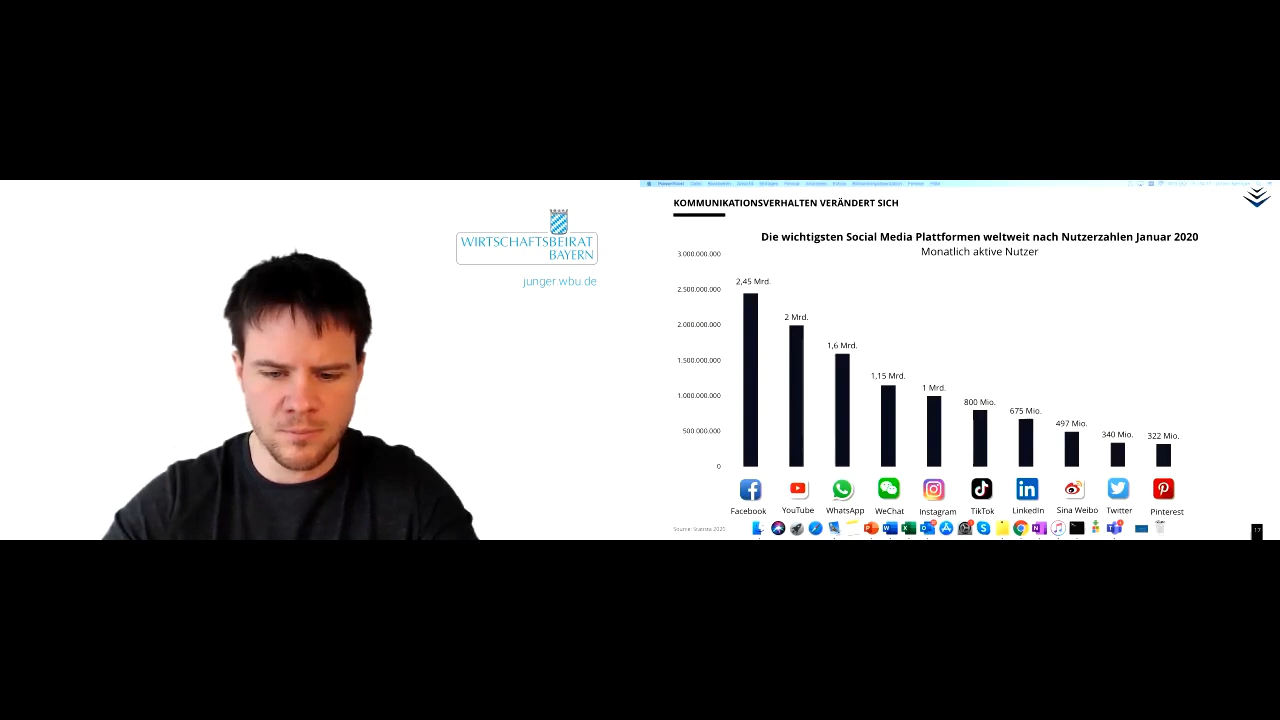 WIRTSCHAFTSBEIRAT
BAYERN
junger.wbu.de
KOMMUNIKATIONSVERHALTEN VERÄNDERT SICH
Die wichtigsten Social Media Plattformen weltweit nach Nutzerzahlen Januar 2020
Monatlich aktive Nutzer
3.000.000.000
2.500.000.000
2.000.000.000
1.500.000.000
1.000.000.000
500.000.000
0
2,45 Mrd.
2 Mrd.
1,6 Mrd.
1,15 Mrd.
1 Mrd.
800 Mio.
675 Mio.
497 Mio.
340 Mio.
322 Mio.
Facebook YouTube WhatsApp WeChat Instagram TikTok LinkedIn Sina Weibo Twitter Pinterest
Source: Statista 2020
17